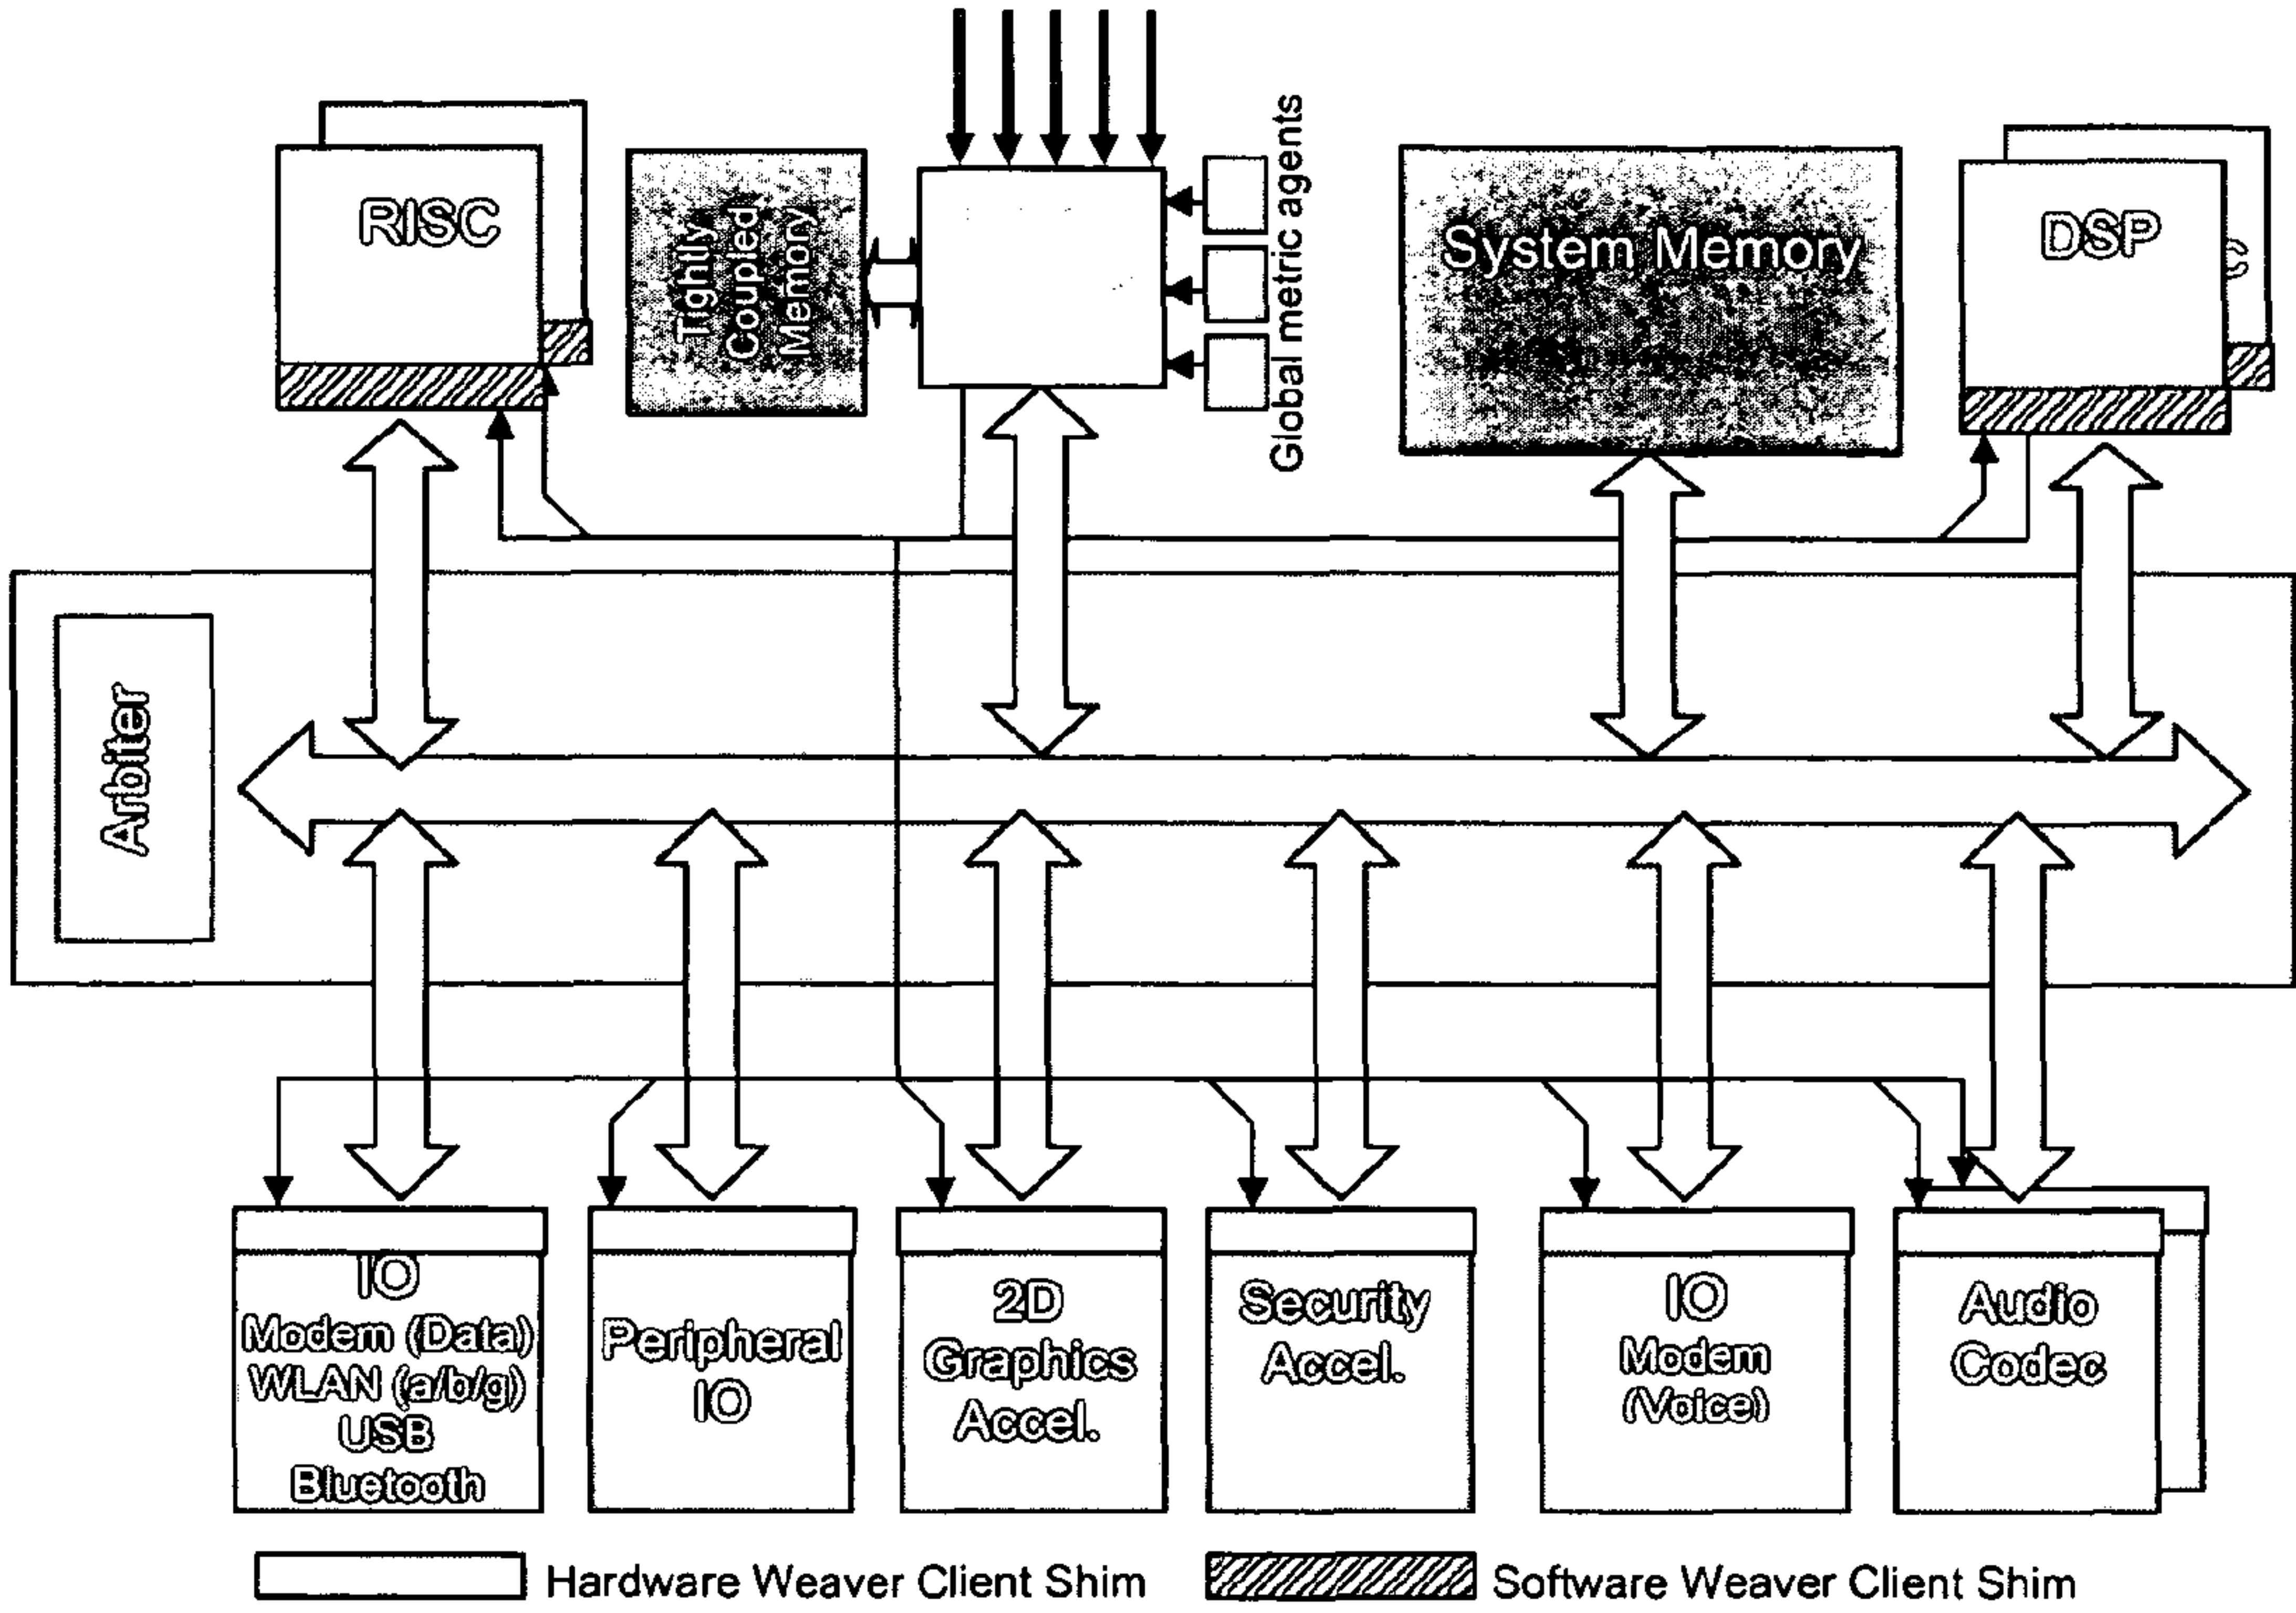 RISC
Tightly
Coupled
Memory
Global metric agents
System Memory
DSP
C
Arbiter
IO
Modem (Data)
WLAN (a/b/g)
USB
Bluetooth
Peripheral
IO
2D
Graphics
Accel.
Security
Accel.
IO
Modem
(Voice)
Audio
Codec
Hardware Weaver Client Shim
Software Weaver Client Shim